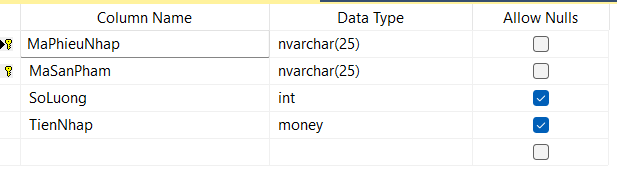 Column Name Data Type Allow Nulls
MaPhieuNhap nvarchar(25)
MaSanPham nvarchar(25)
SoLuong int
TienNhap money